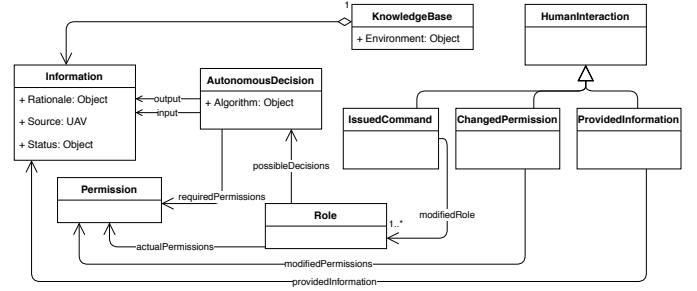 1
KnowledgeBase
+ Environment: Object
HumanInteraction
Information
+ Rationale: Object
+ Source: UAV
+ Status: Object
AutonomousDecision
+ Algorithm: Object
output
input
IssuedCommand
ChangedPermission
ProvidedInformation
possibleDecisions
Permission
requiredPermissions
Role
1..*
modifiedRole
actualPermissions
modifiedPermissions
providedInformation